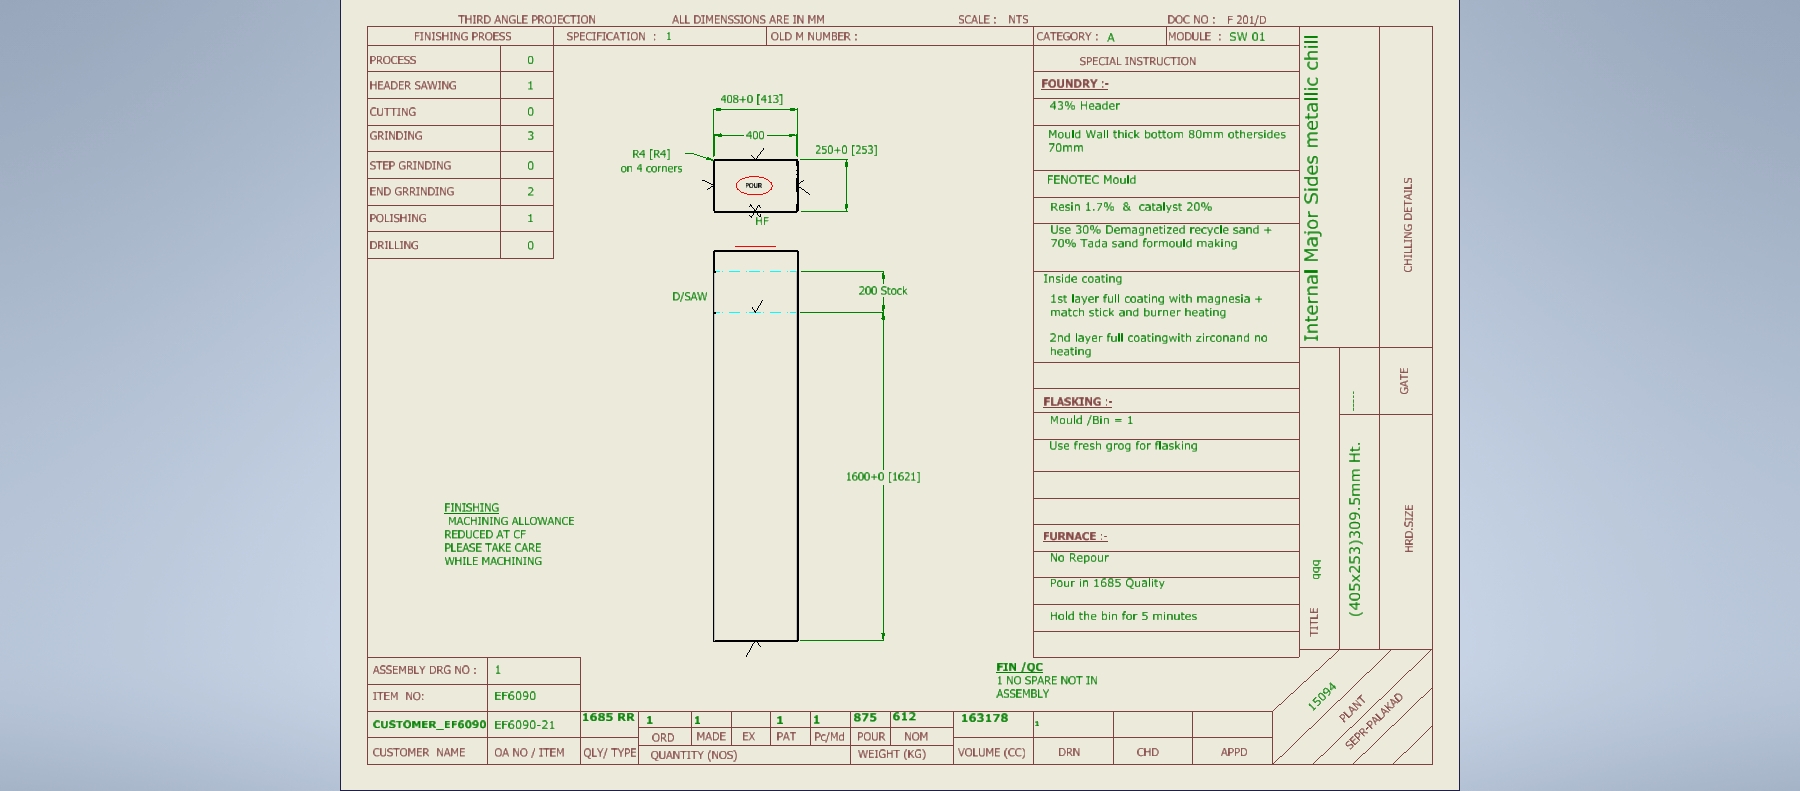 THIRD ANGLE PROJECTION ALL DIMENSSIONS ARE IN MM SCALE : NTS DOC NO : F 201/D
FINISHING PROESS SPECIFICATION : 1 OLD M NUMBER : CATEGORY : A MODULE : SW 01
PROCESS 0
HEADER SAWING 1
CUTTING 0
GRINDING 3
STEP GRINDING 0
END GRRINDING 2
POLISHING 1
DRILLING 0
408+0 [413]
400
R4 [R4]
on 4 corners
250+0 [253]
POUR
HF
D/SAW
200 Stock
1600+0 [1621]
FINISHING
MACHINING ALLOWANCE
REDUCED AT CF
PLEASE TAKE CARE
WHILE MACHINING
SPECIAL INSTRUCTION
FOUNDRY :-
43% Header
Mould Wall thick bottom 80mm othersides
70mm
FENOTEC Mould
Resin 1.7% & catalyst 20%
Use 30% Demagnetized recycle sand +
70% Tada sand formould making
Inside coating
1st layer full coating with magnesia +
match stick and burner heating
2nd layer full coatingwith zirconand no
heating
FLASKING :-
Mould /Bin = 1
Use fresh grog for flasking
FURNACE :-
No Repour
Pour in 1685 Quality
Hold the bin for 5 minutes
Internal Major Sides metallic chill
CHILLING DETAILS
GATE
-----
TITLE qqq
(405x253)309.5mm Ht.
HRD.SIZE
FIN /QC
1 NO SPARE NOT IN
ASSEMBLY
ASSEMBLY DRG NO : 1
ITEM NO: EF6090
CUSTOMER_EF6090 EF6090-21 1685 RR 1 1 1 1 875 612 163178 1
ORD MADE EX PAT Pc/Md POUR NOM
CUSTOMER NAME OA NO / ITEM QLY/ TYPE QUANTITY (NOS) WEIGHT (KG) VOLUME (CC) DRN CHD APPD
15094
PLANT
SEPR-PALAKAD